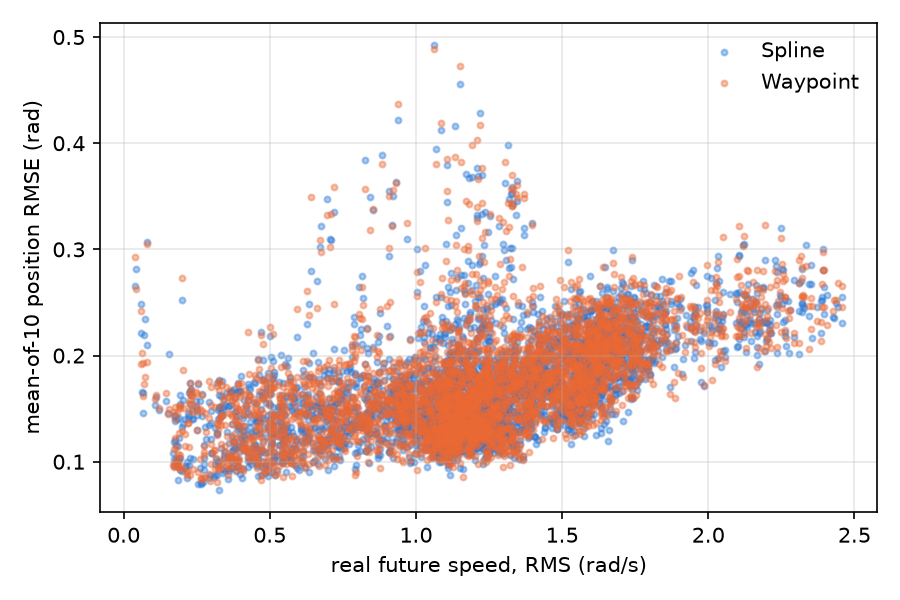 Spline
Waypoint
mean-of-10 position RMSE (rad)
0.5
0.4
0.3
0.2
0.1
0.0 0.5 1.0 1.5 2.0 2.5
real future speed, RMS (rad/s)